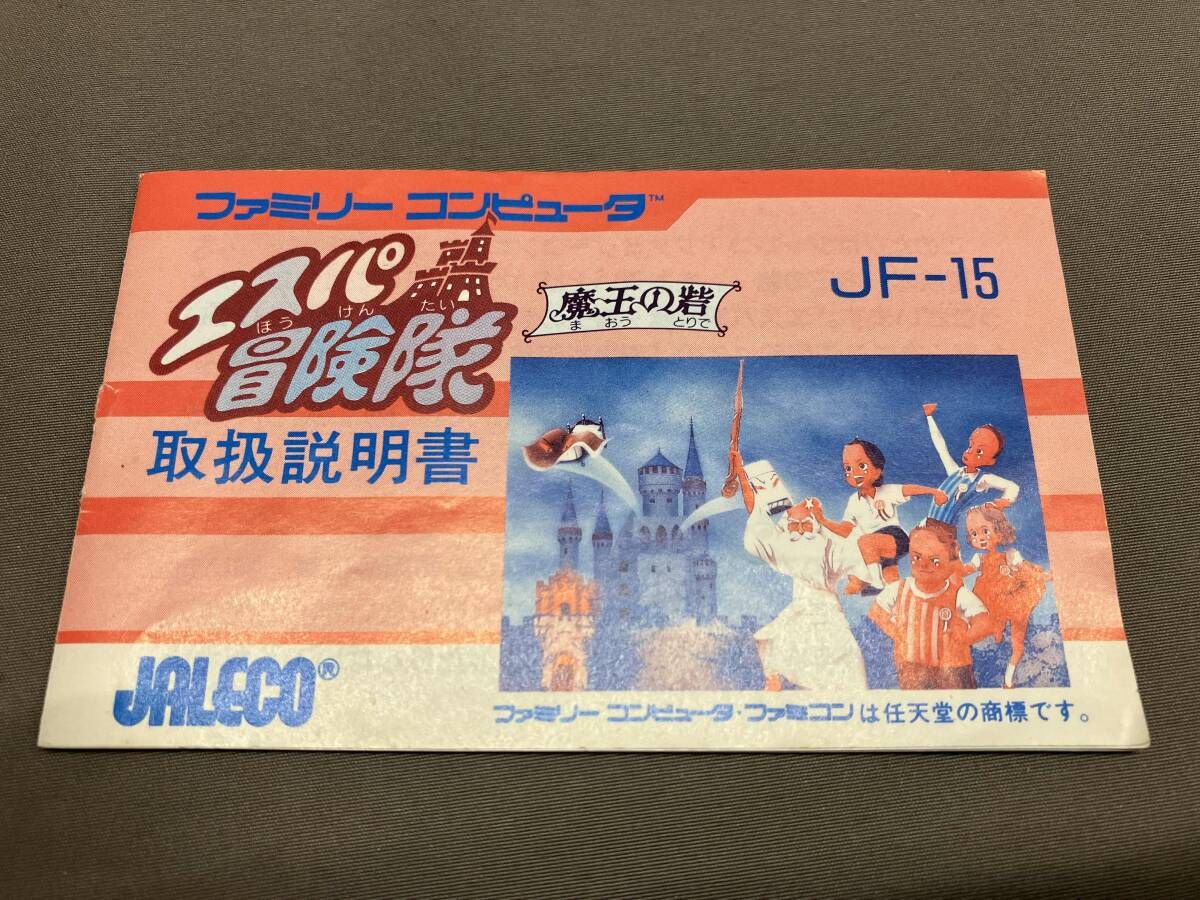 ファミリー コンピュータ™
エスパ
ほう けん たい
冒険隊
魔王の砦
ま おう とりで
JF-15
取扱説明書
JALECO®
ファミリー コンピュータ・ファミコンは任天堂の商標です。